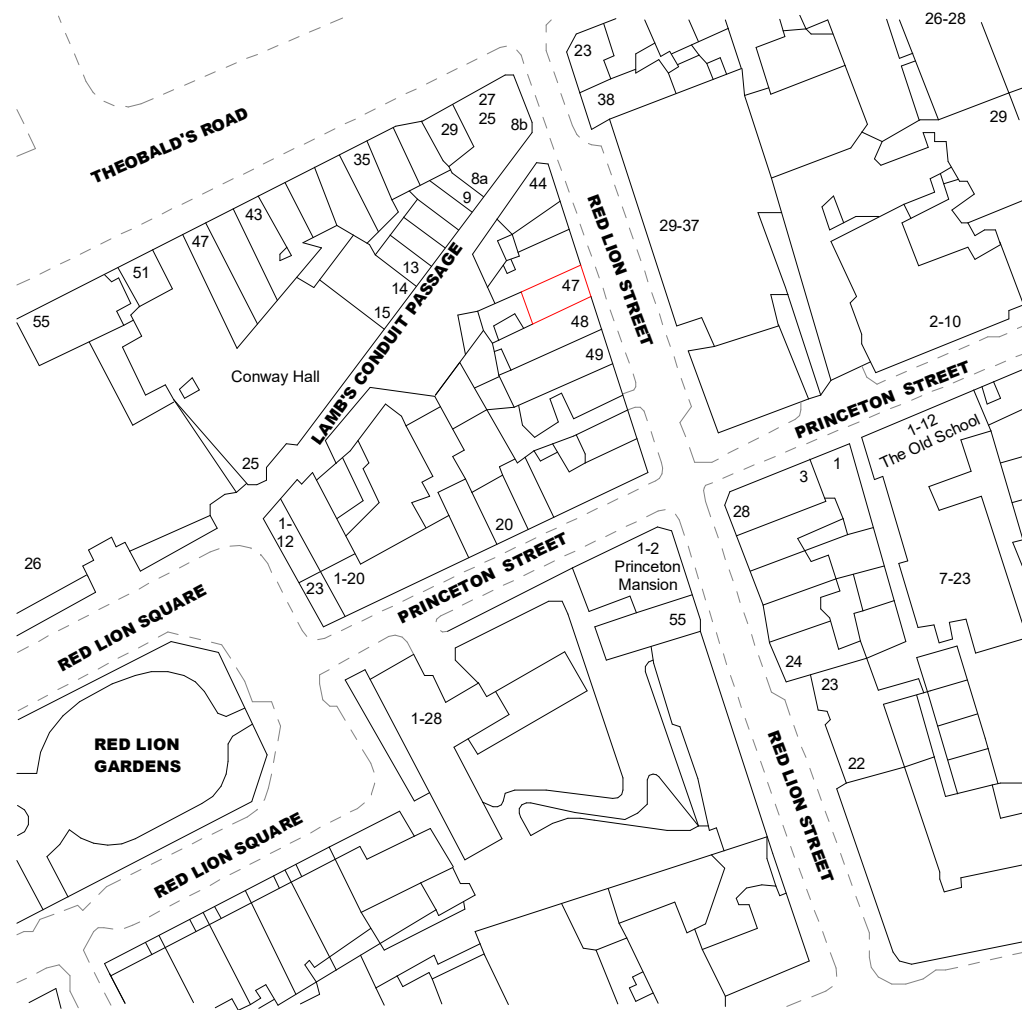 26-28
23
38
29
27
25
8b
THEOBALD'S ROAD
29
35
8a
9
44
43
47
RED LION STREET
29-37
51
13
14
15
LAMB'S CONDUIT PASSAGE
47
55
48
49
2-10
Conway Hall
PRINCETON STREET
1-12
The Old School
25
3
1
28
1-
12
20
26
23
1-20
PRINCETON STREET
1-2
Princeton
Mansion
7-23
RED LION SQUARE
55
24
23
1-28
RED LION
GARDENS
22
RED LION STREET
RED LION SQUARE